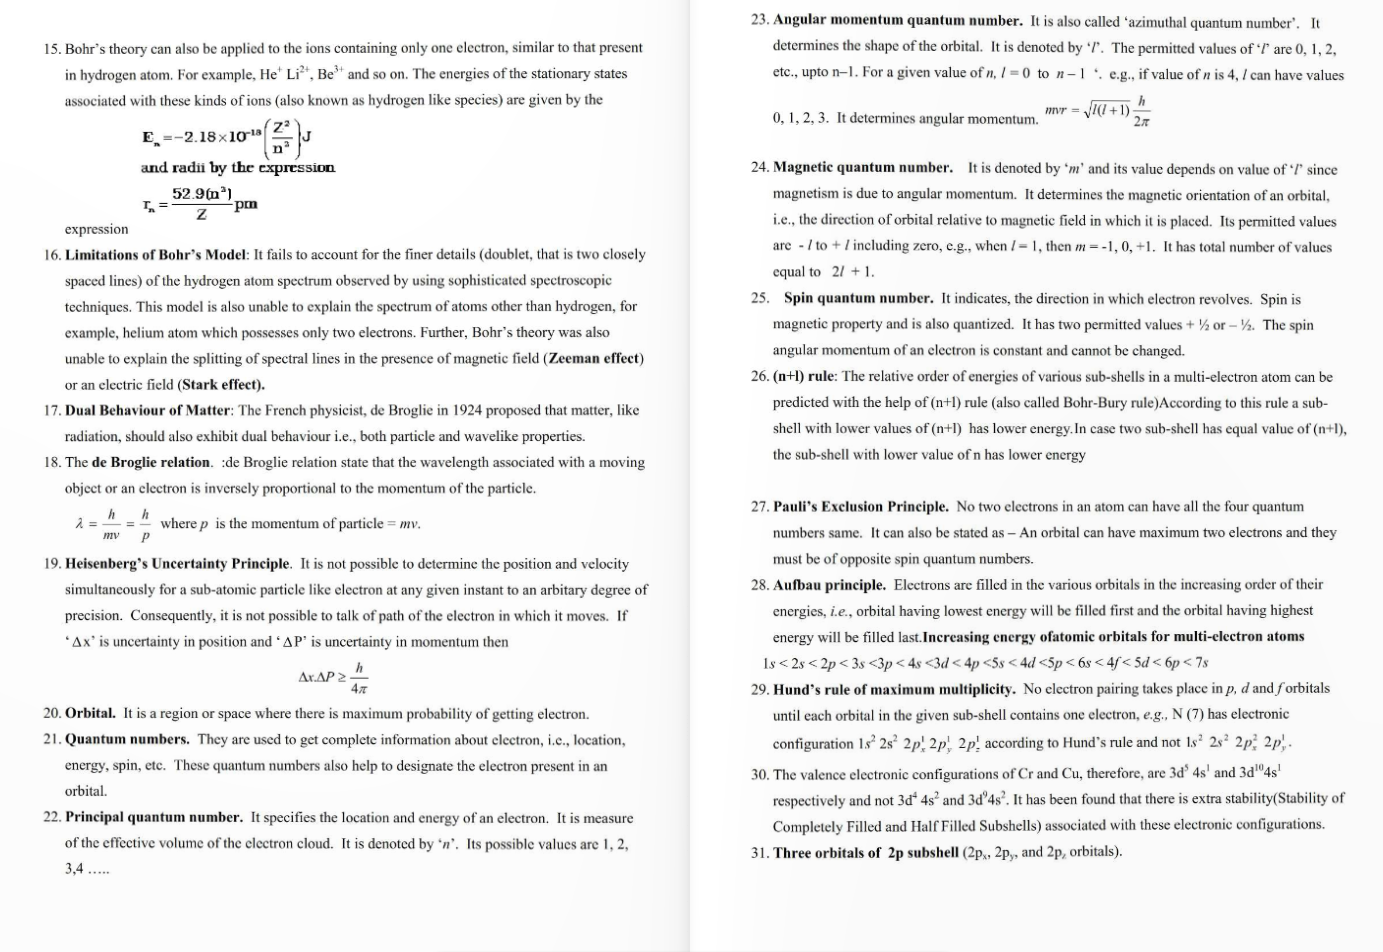 15. Bohr's theory can also be applied to the ions containing only one electron, similar to that present
in hydrogen atom. For example, He⁺ Li²⁺, Be³⁺ and so on. The energies of the stationary states
associated with these kinds of ions (also known as hydrogen like species) are given by the
Eₙ = −2.18×10⁻¹⁸ (Z²/n²) J
and radii by the expression
rₙ = 52.9(n²)/Z pm
expression
16. Limitations of Bohr's Model: It fails to account for the finer details (doublet, that is two closely
spaced lines) of the hydrogen atom spectrum observed by using sophisticated spectroscopic
techniques. This model is also unable to explain the spectrum of atoms other than hydrogen, for
example, helium atom which possesses only two electrons. Further, Bohr's theory was also
unable to explain the splitting of spectral lines in the presence of magnetic field (Zeeman effect)
or an electric field (Stark effect).
17. Dual Behaviour of Matter: The French physicist, de Broglie in 1924 proposed that matter, like
radiation, should also exhibit dual behaviour i.e., both particle and wavelike properties.
18. The de Broglie relation. :de Broglie relation state that the wavelength associated with a moving
object or an electron is inversely proportional to the momentum of the particle.
λ = h/mv = h/p where p is the momentum of particle = mv.
19. Heisenberg's Uncertainty Principle. It is not possible to determine the position and velocity
simultaneously for a sub-atomic particle like electron at any given instant to an arbitary degree of
precision. Consequently, it is not possible to talk of path of the electron in which it moves. If
' Δx' is uncertainty in position and ' ΔP' is uncertainty in momentum then
Δx.ΔP ≥ h/4π
20. Orbital. It is a region or space where there is maximum probability of getting electron.
21. Quantum numbers. They are used to get complete information about electron, i.e., location,
energy, spin, etc. These quantum numbers also help to designate the electron present in an
orbital.
22. Principal quantum number. It specifies the location and energy of an electron. It is measure
of the effective volume of the electron cloud. It is denoted by 'n'. Its possible values are 1, 2,
3,4 .....
23. Angular momentum quantum number. It is also called 'azimuthal quantum number'. It
determines the shape of the orbital. It is denoted by 'l'. The permitted values of 'l' are 0, 1, 2,
etc., upto n–1. For a given value of n, l = 0 to n − 1 '. e.g., if value of n is 4, l can have values
0, 1, 2, 3. It determines angular momentum. mvr = √l(l+1) h/2π
24. Magnetic quantum number. It is denoted by 'm' and its value depends on value of 'l' since
magnetism is due to angular momentum. It determines the magnetic orientation of an orbital,
i.e., the direction of orbital relative to magnetic field in which it is placed. Its permitted values
are - l to + l including zero, e.g., when l = 1, then m = -1, 0, +1. It has total number of values
equal to 2l + 1.
25. Spin quantum number. It indicates, the direction in which electron revolves. Spin is
magnetic property and is also quantized. It has two permitted values + ½ or – ½. The spin
angular momentum of an electron is constant and cannot be changed.
26. (n+l) rule: The relative order of energies of various sub-shells in a multi-electron atom can be
predicted with the help of (n+l) rule (also called Bohr-Bury rule)According to this rule a sub-
shell with lower values of (n+l) has lower energy.In case two sub-shell has equal value of (n+l),
the sub-shell with lower value of n has lower energy
27. Pauli's Exclusion Principle. No two electrons in an atom can have all the four quantum
numbers same. It can also be stated as – An orbital can have maximum two electrons and they
must be of opposite spin quantum numbers.
28. Aufbau principle. Electrons are filled in the various orbitals in the increasing order of their
energies, i.e., orbital having lowest energy will be filled first and the orbital having highest
energy will be filled last.Increasing energy ofatomic orbitals for multi-electron atoms
1s < 2s < 2p < 3s <3p < 4s <3d < 4p <5s < 4d <5p < 6s < 4f < 5d < 6p < 7s
29. Hund's rule of maximum multiplicity. No electron pairing takes place in p, d and f orbitals
until each orbital in the given sub-shell contains one electron, e.g., N (7) has electronic
configuration 1s² 2s² 2pₓ¹ 2p_y¹ 2p_z¹ according to Hund's rule and not 1s² 2s² 2pₓ² 2p_y¹.
30. The valence electronic configurations of Cr and Cu, therefore, are 3d⁵ 4s¹ and 3d¹⁰4s¹
respectively and not 3d⁴ 4s² and 3d⁹4s². It has been found that there is extra stability(Stability of
Completely Filled and Half Filled Subshells) associated with these electronic configurations.
31. Three orbitals of 2p subshell (2pₓ, 2p_y, and 2p_z orbitals).